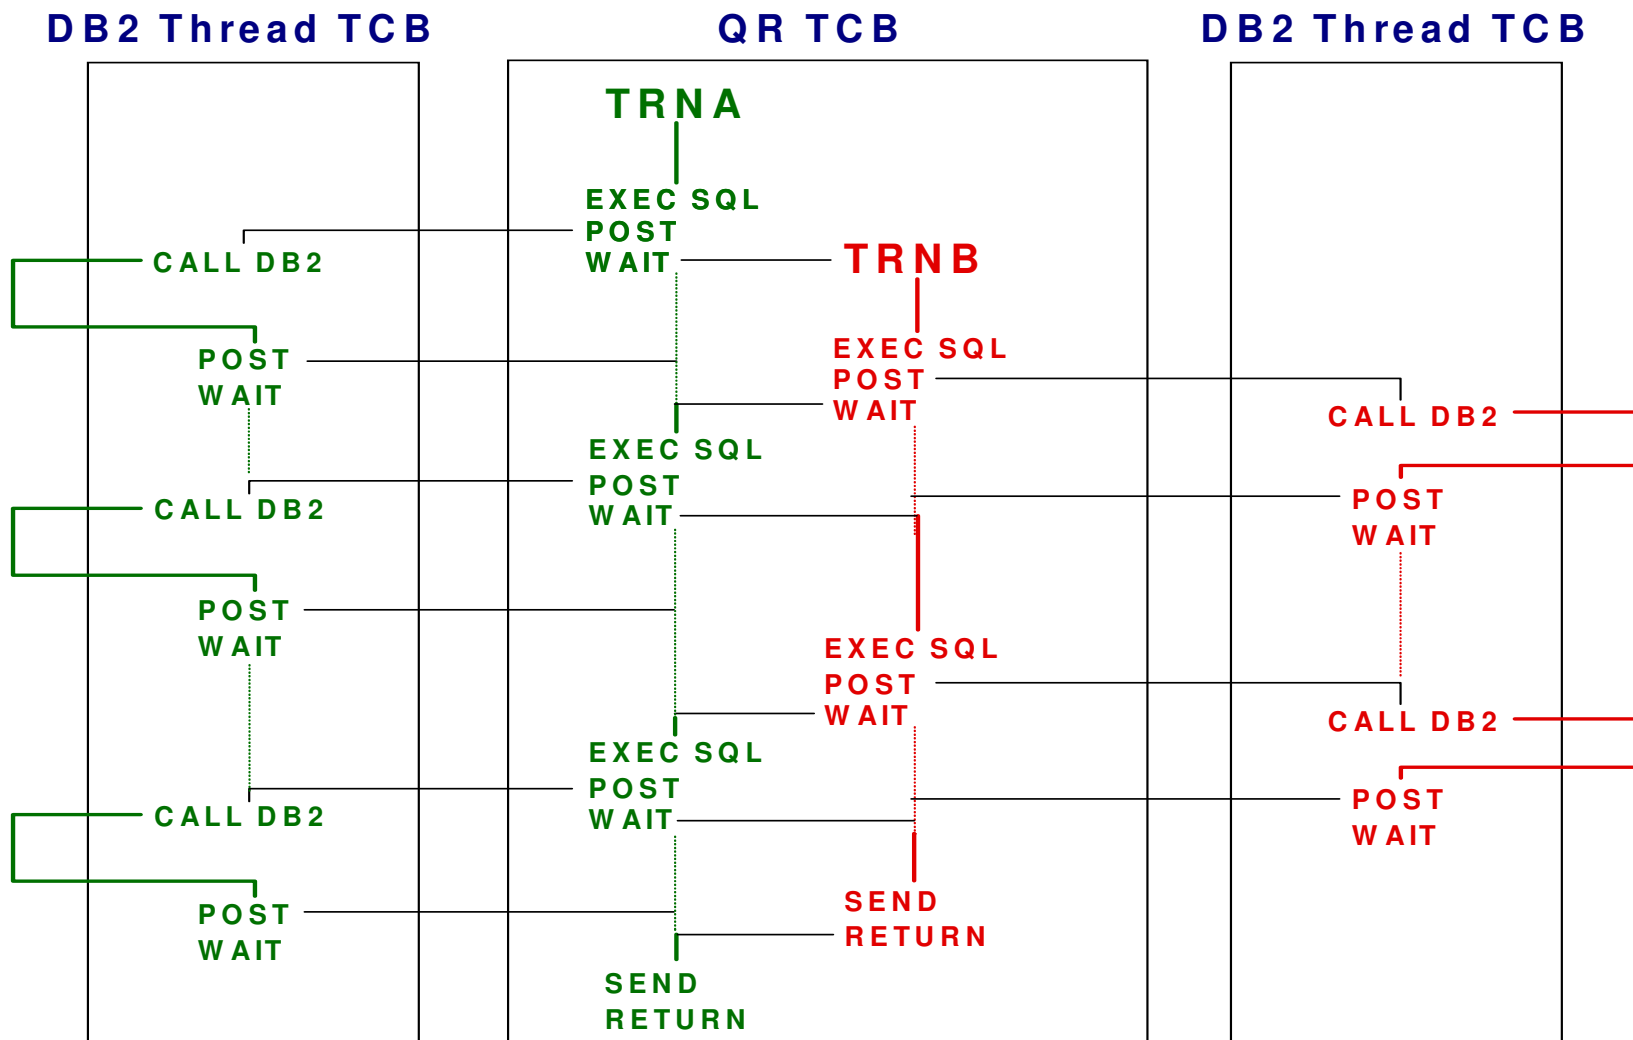 DB2 Thread TCB
QR TCB
DB2 Thread TCB
TRNA
EXEC SQL
POST
WAIT
CALL DB2
TRNB
POST
WAIT
EXEC SQL
POST
WAIT
CALL DB2
EXEC SQL
POST
WAIT
CALL DB2
POST
WAIT
POST
WAIT
EXEC SQL
POST
WAIT
CALL DB2
EXEC SQL
POST
WAIT
CALL DB2
POST
WAIT
POST
WAIT
SEND
RETURN
SEND
RETURN